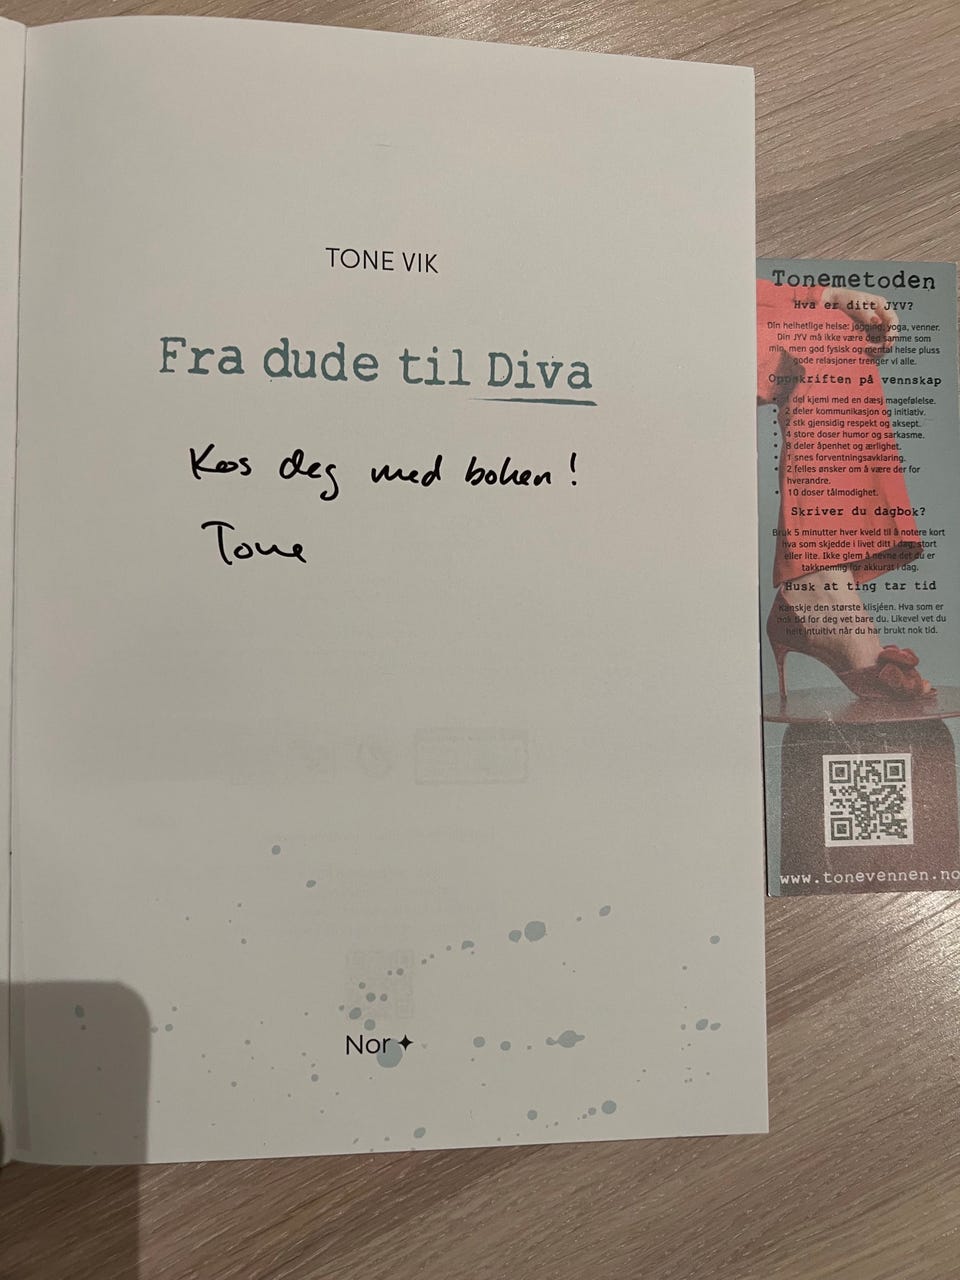 TONE VIK
Fra dude til Diva
Kos deg med boken!
Tone
Nor
Tonemetoden
Hva er ditt JYV?
Din helhetlige helse: jogging, yoga, venner.
Din JYV må ikke være den samme som
min, men god fysisk og mental helse pluss
gode relasjoner trenger vi alle.
Oppskriften på vennskap
• 1 del kjemi med en dæsj magefølelse.
• 2 deler kommunikasjon og initiativ.
• 2 stk gjensidig respekt og aksept.
• 4 store doser humor og sarkasme.
• 8 deler åpenhet og ærlighet.
• 1 snes forventningsavklaring.
• 2 felles ønsker om å være der for
hverandre.
• 10 doser tålmodighet.
Skriver du dagbok?
Bruk 5 minutter hver kveld til å notere kort
hva som skjedde i livet ditt i dag, stort
eller lite. Ikke glem å nevne det du er
takknemlig for akkurat i dag.
Husk at ting tar tid
Kanskje den største klisjéen. Hva som er
nok tid for deg vet bare du. Likevel vet du
helt intuitivt når du har brukt nok tid.
www.tonevennen.no